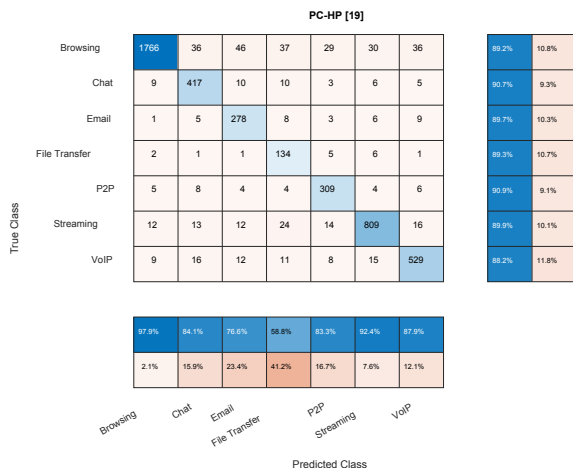 PC-HP [19]
Browsing 1766 36 46 37 29 30 36 89.2% 10.8%
Chat 9 417 10 10 3 6 5 90.7% 9.3%
Email 1 5 278 8 3 6 9 89.7% 10.3%
File Transfer 2 1 1 134 5 6 1 89.3% 10.7%
P2P 5 8 4 4 309 4 6 90.9% 9.1%
Streaming 12 13 12 24 14 809 16 89.9% 10.1%
VoIP 9 16 12 11 8 15 529 88.2% 11.8%
True Class
97.9% 84.1% 76.6% 58.8% 83.3% 92.4% 87.9%
2.1% 15.9% 23.4% 41.2% 16.7% 7.6% 12.1%
Browsing Chat Email File Transfer P2P Streaming VoIP
Predicted Class